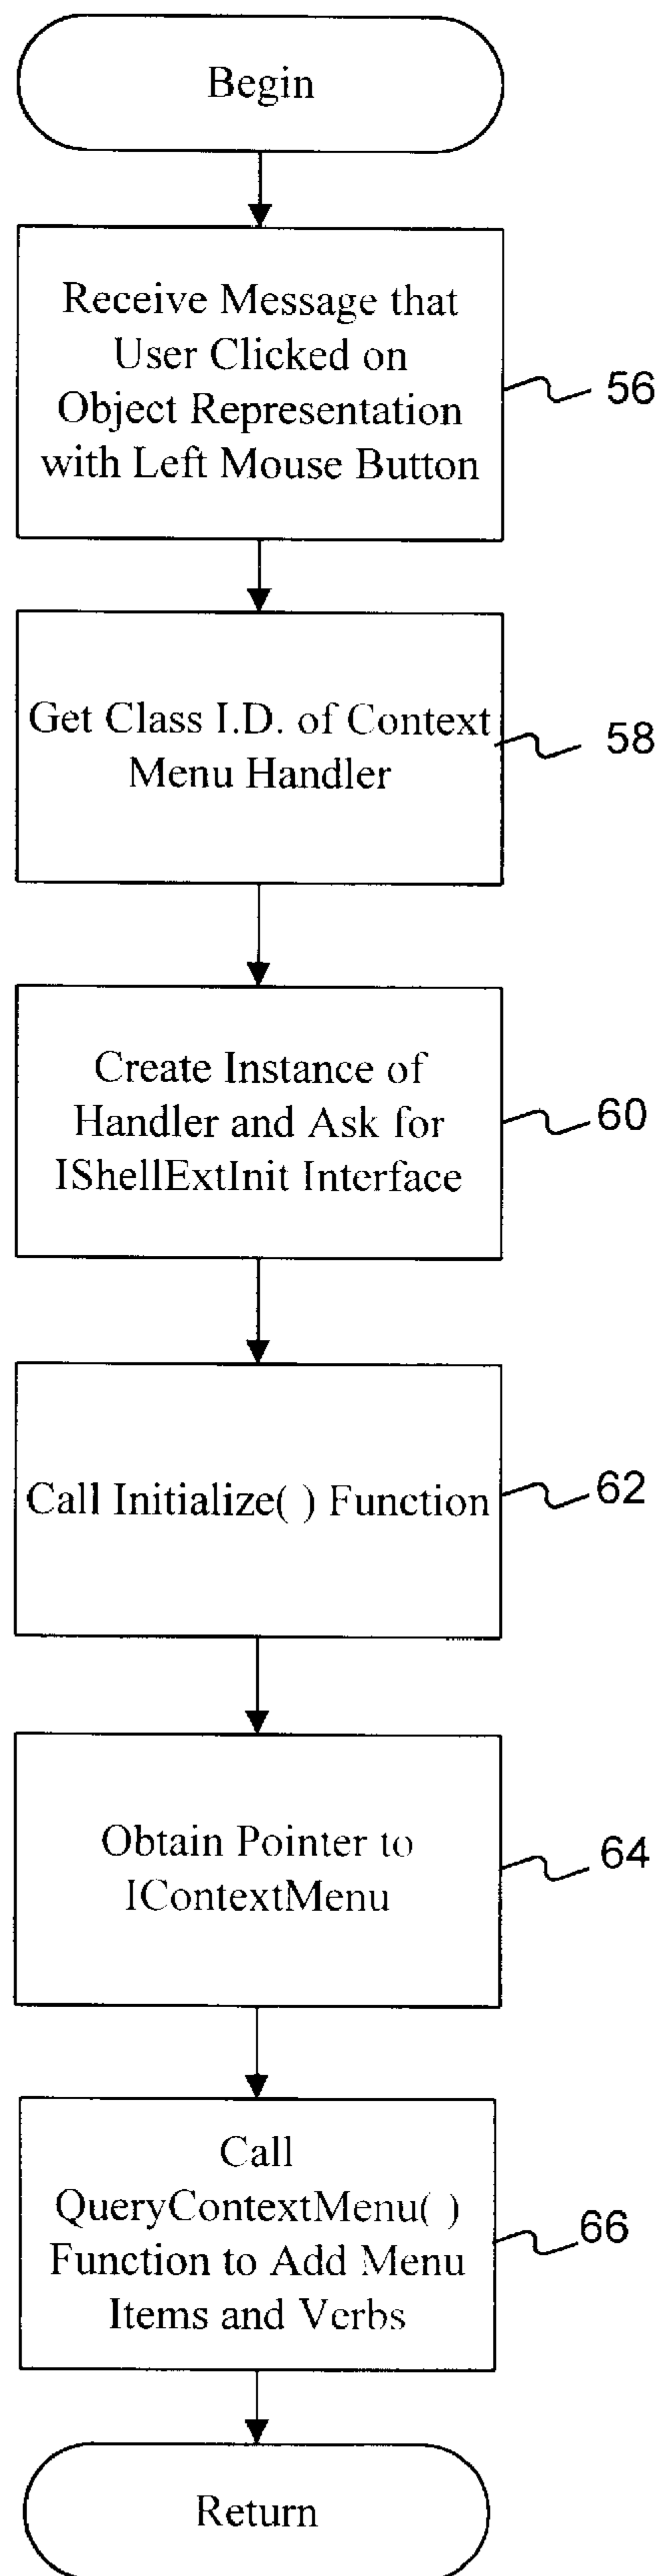 Begin
Receive Message that
User Clicked on
Object Representation
with Left Mouse Button
56
Get Class I.D. of Context
Menu Handler
58
Create Instance of
Handler and Ask for
IShellExtInit Interface
60
Call Initialize( ) Function
62
Obtain Pointer to
IContextMenu
64
Call
QueryContextMenu( )
Function to Add Menu
Items and Verbs
66
Return